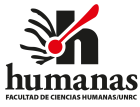 humanas
FACULTAD DE CIENCIAS HUMANAS/UNRC